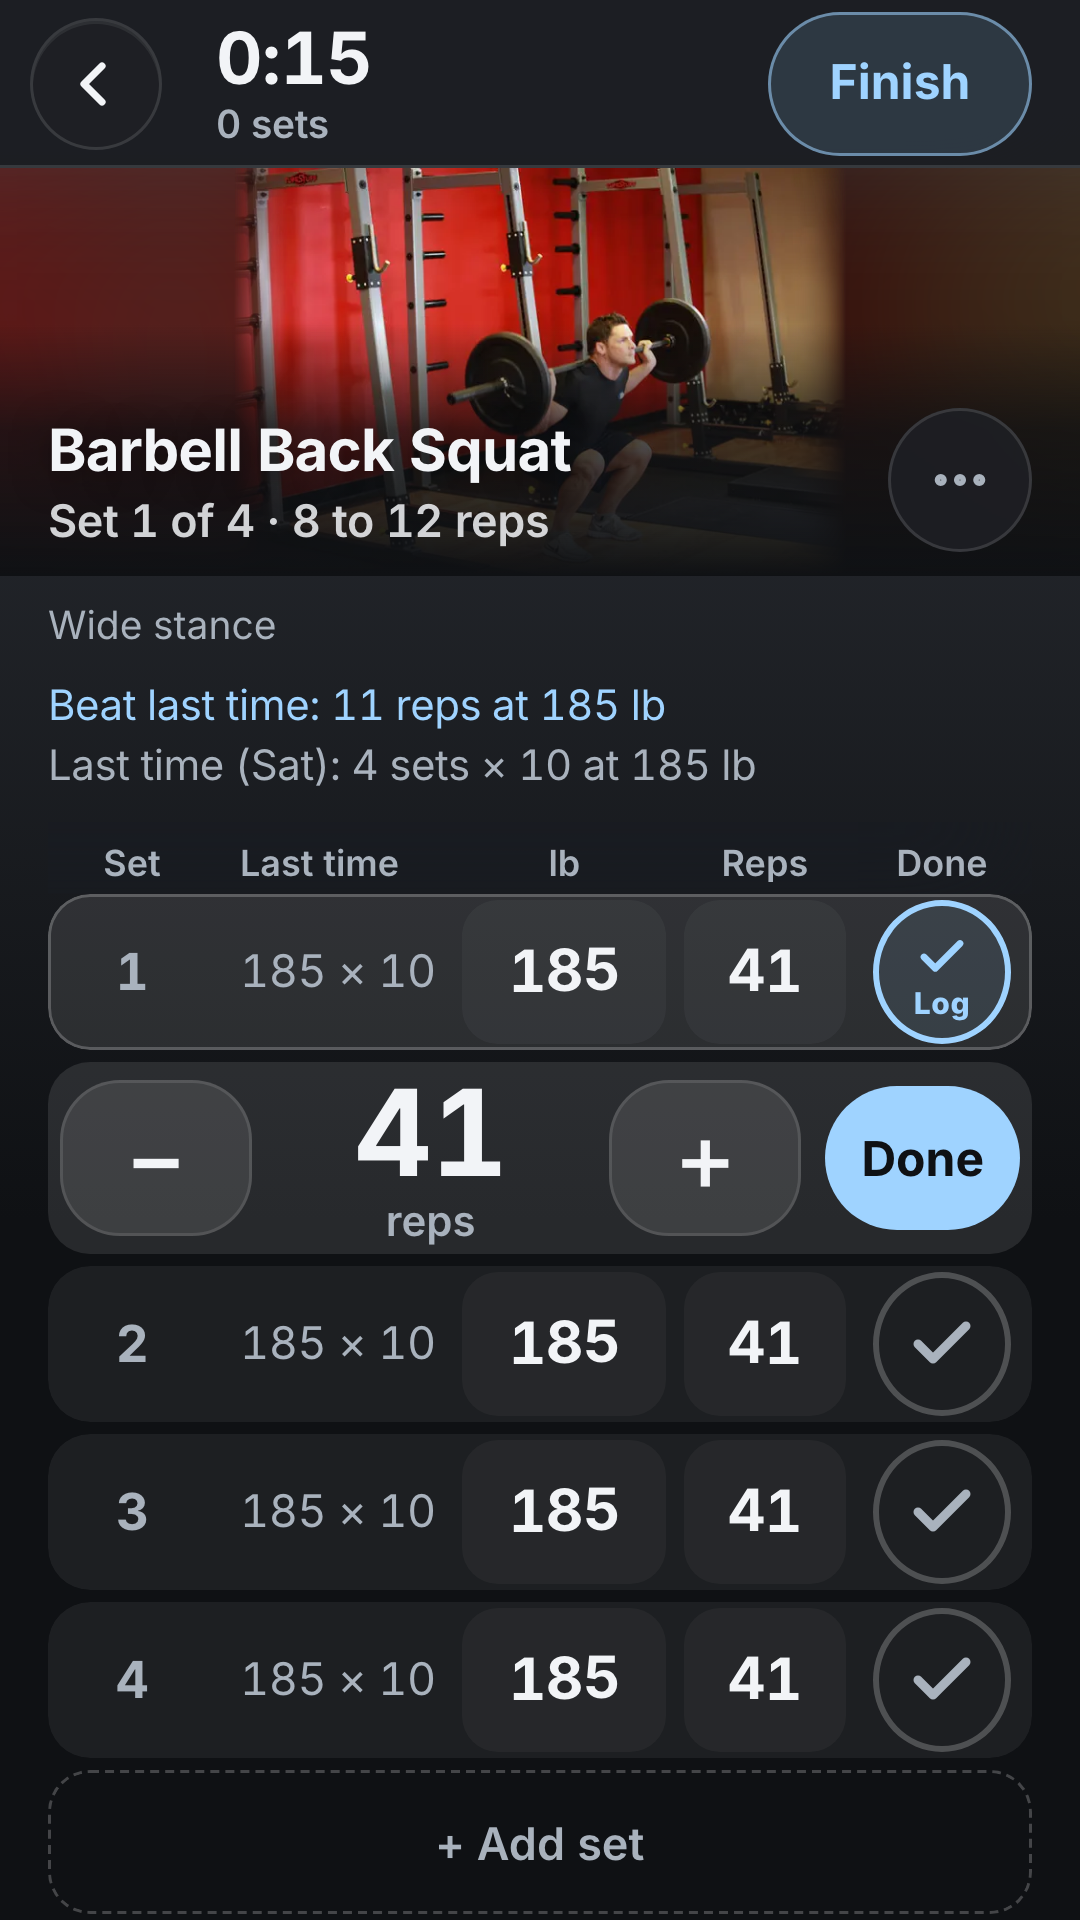 0:15
0 sets
Finish
Barbell Back Squat
Set 1 of 4 · 8 to 12 reps
Wide stance
Beat last time: 11 reps at 185 lb
Last time (Sat): 4 sets × 10 at 185 lb
Set Last time lb Reps Done
1 185 × 10 185 41 Log
− 41 + Done
reps
2 185 × 10 185 41
3 185 × 10 185 41
4 185 × 10 185 41
+ Add set